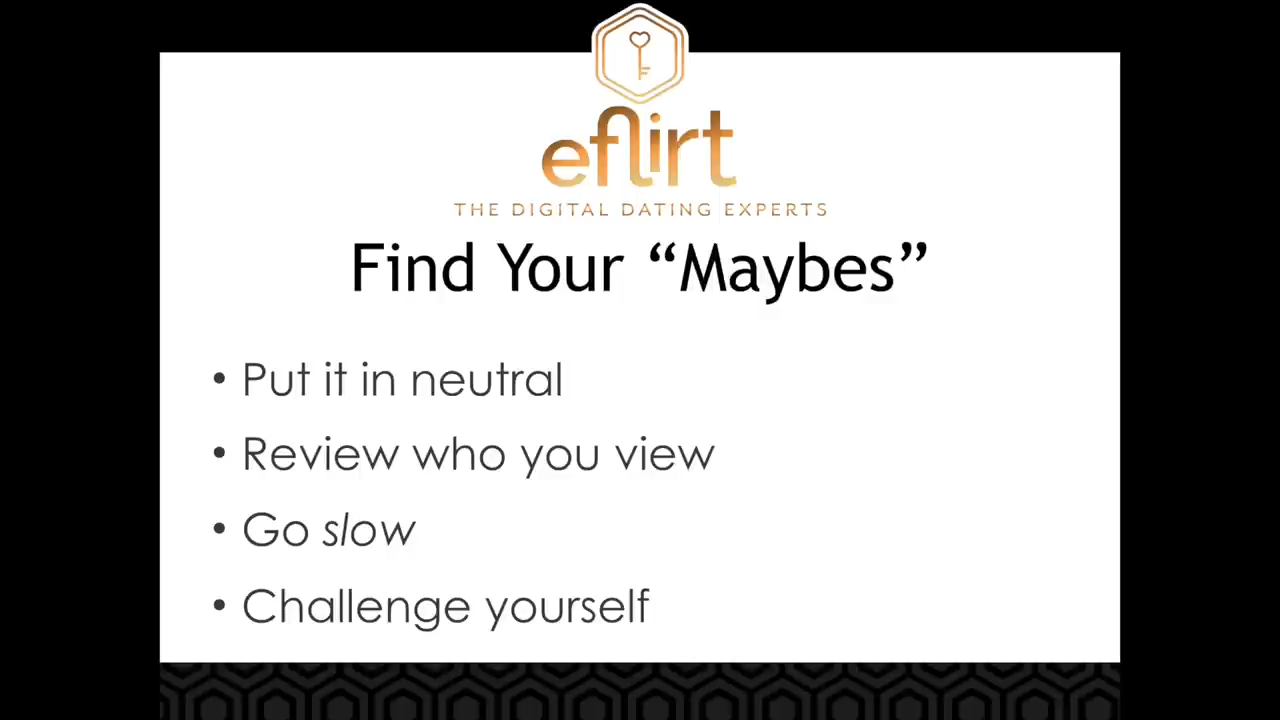 eflirt
THE DIGITAL DATING EXPERTS
Find Your “Maybes”
• Put it in neutral
• Review who you view
• Go slow
• Challenge yourself